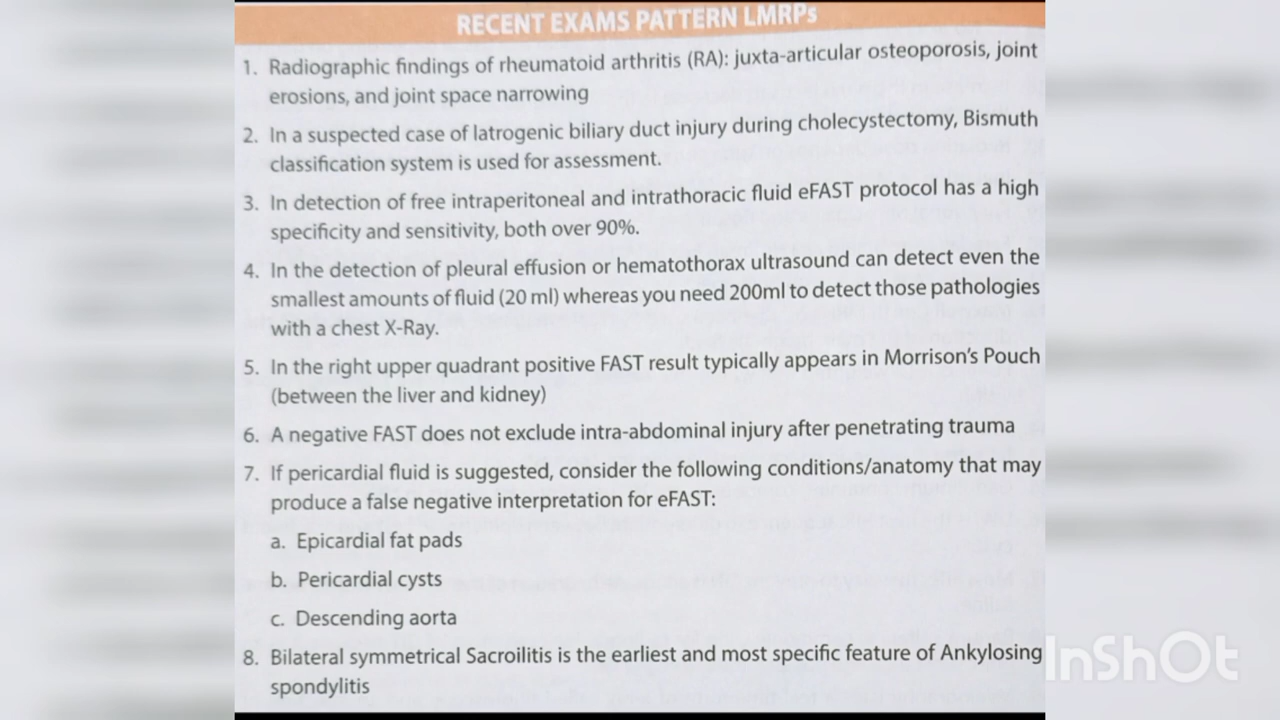 RECENT EXAMS PATTERN LMRPs
1. Radiographic findings of rheumatoid arthritis (RA): juxta-articular osteoporosis, joint
erosions, and joint space narrowing
2. In a suspected case of Iatrogenic biliary duct injury during cholecystectomy, Bismuth
classification system is used for assessment.
3. In detection of free intraperitoneal and intrathoracic fluid eFAST protocol has a high
specificity and sensitivity, both over 90%.
4. In the detection of pleural effusion or hematothorax ultrasound can detect even the
smallest amounts of fluid (20 ml) whereas you need 200ml to detect those pathologies
with a chest X-Ray.
5. In the right upper quadrant positive FAST result typically appears in Morrison's Pouch
(between the liver and kidney)
6. A negative FAST does not exclude intra-abdominal injury after penetrating trauma
7. If pericardial fluid is suggested, consider the following conditions/anatomy that may
produce a false negative interpretation for eFAST:
a. Epicardial fat pads
b. Pericardial cysts
c. Descending aorta
8. Bilateral symmetrical Sacroilitis is the earliest and most specific feature of Ankylosing
spondylitis
InShOt